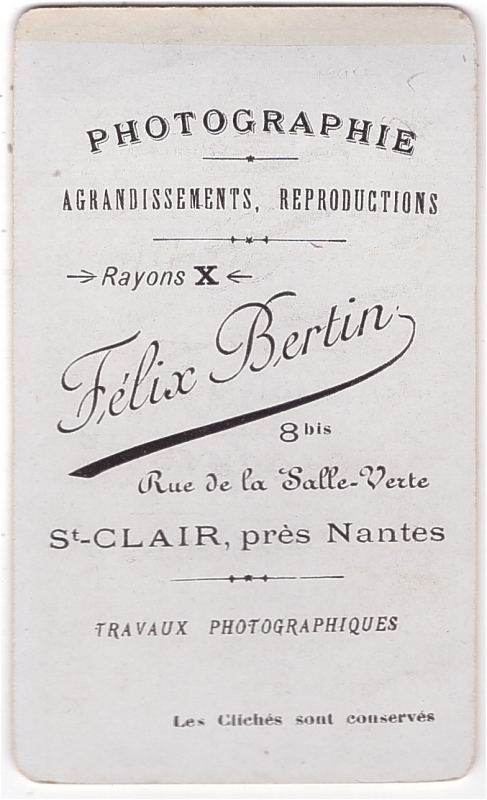 PHOTOGRAPHIE
AGRANDISSEMENTS, REPRODUCTIONS
Rayons X
Félix Bertin
8 bis
Rue de la Salle-Verte
St-CLAIR, près Nantes
TRAVAUX PHOTOGRAPHIQUES
Les Clichés sont conservés